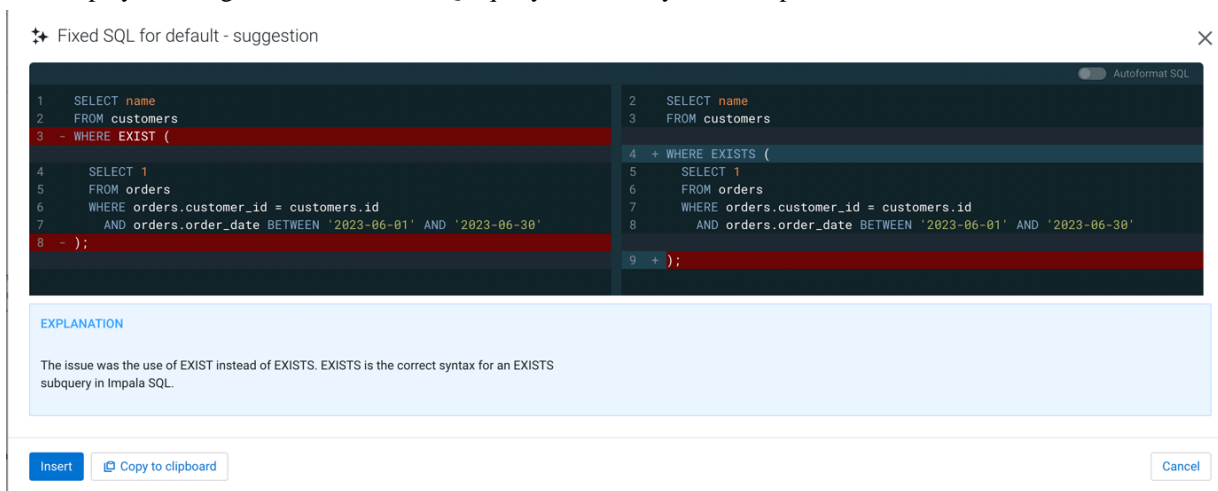 Fixed SQL for default - suggestion
Autoformat SQL
1 SELECT name
2 FROM customers
3 - WHERE EXIST (
4 SELECT 1
5 FROM orders
6 WHERE orders.customer_id = customers.id
7 AND orders.order_date BETWEEN '2023-06-01' AND '2023-06-30'
8 - );
2 SELECT name
3 FROM customers
4 + WHERE EXISTS (
5 SELECT 1
6 FROM orders
7 WHERE orders.customer_id = customers.id
8 AND orders.order_date BETWEEN '2023-06-01' AND '2023-06-30'
9 + );
EXPLANATION
The issue was the use of EXIST instead of EXISTS. EXISTS is the correct syntax for an EXISTS
subquery in Impala SQL.
Insert
Copy to clipboard
Cancel